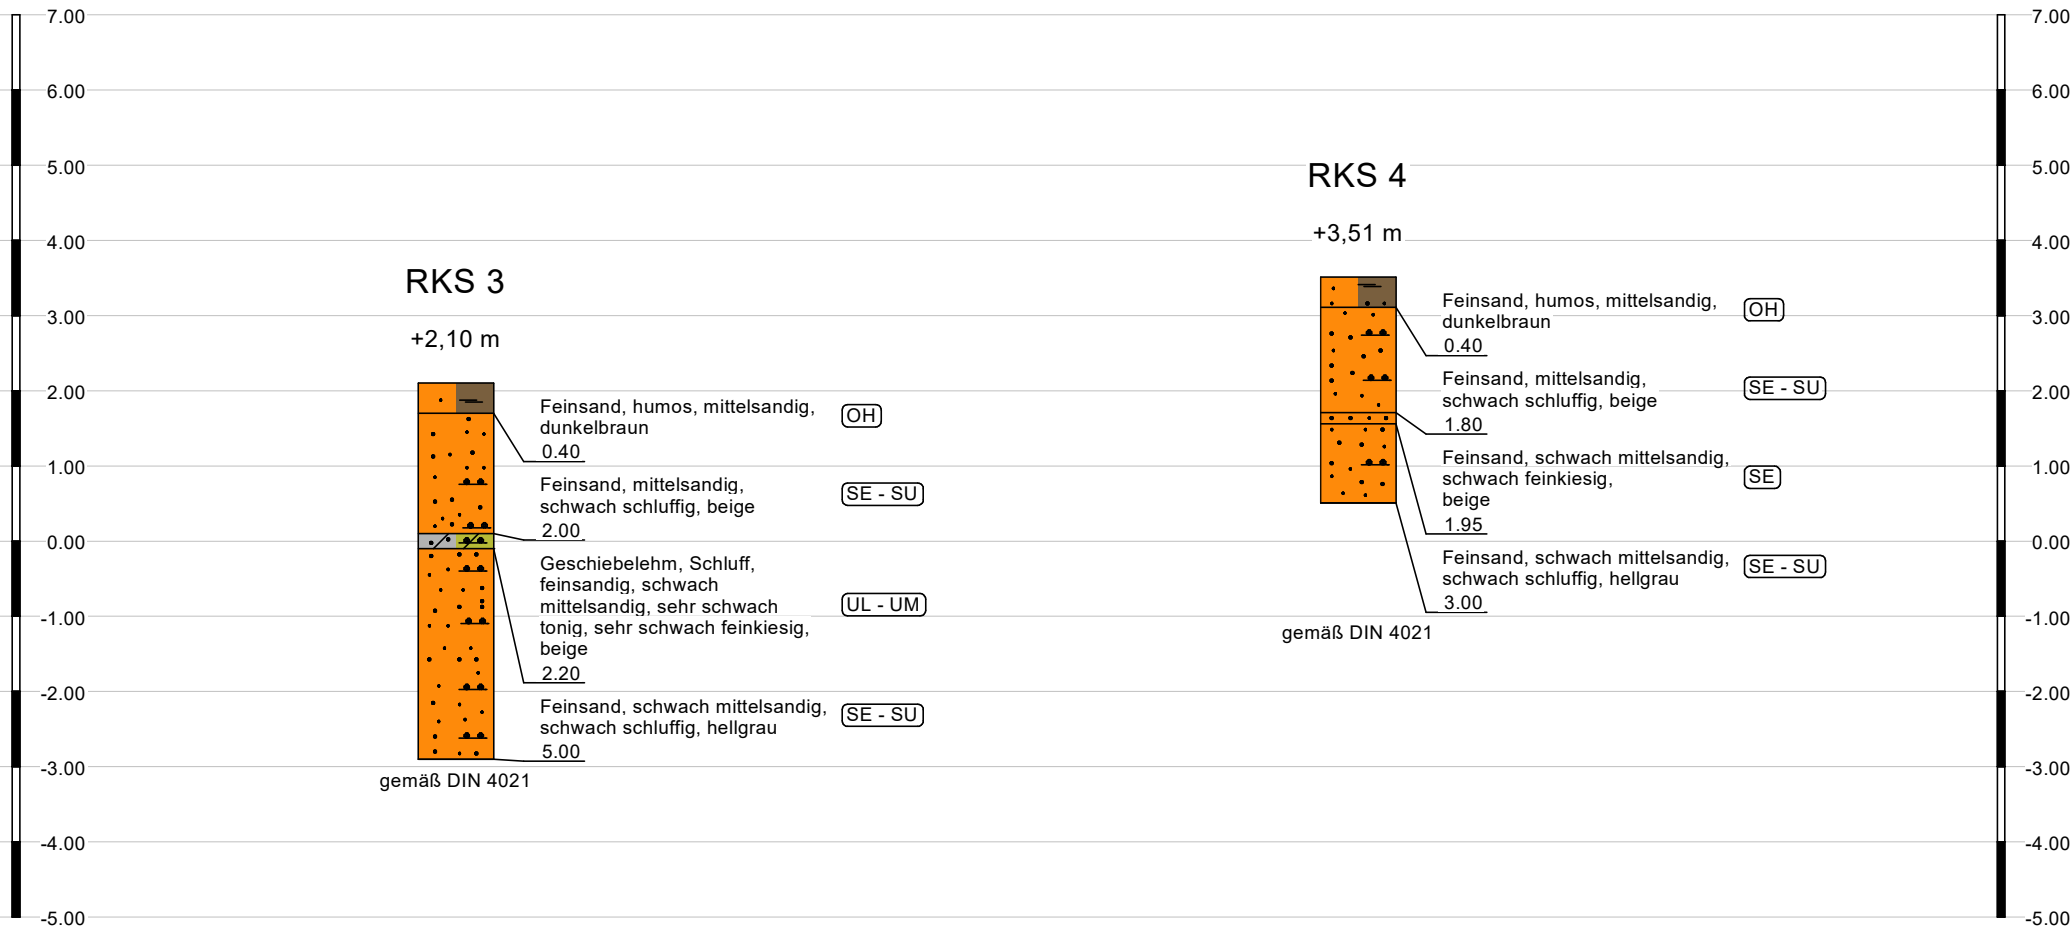 7.00
6.00
5.00
4.00
3.00
2.00
1.00
0.00
-1.00
-2.00
-3.00
-4.00
-5.00
RKS 3
+2,10 m
Feinsand, humos, mittelsandig,
dunkelbraun
0.40
OH
Feinsand, mittelsandig,
schwach schluffig, beige
2.00
SE - SU
Geschiebelehm, Schluff,
feinsandig, schwach
mittelsandig, sehr schwach
tonig, sehr schwach feinkiesig,
beige
2.20
UL - UM
Feinsand, schwach mittelsandig,
schwach schluffig, hellgrau
5.00
SE - SU
gemäß DIN 4021
RKS 4
+3,51 m
Feinsand, humos, mittelsandig,
dunkelbraun
0.40
OH
Feinsand, mittelsandig,
schwach schluffig, beige
1.80
SE - SU
Feinsand, schwach mittelsandig,
schwach feinkiesig,
beige
1.95
SE
Feinsand, schwach mittelsandig,
schwach schluffig, hellgrau
3.00
SE - SU
gemäß DIN 4021
7.00
6.00
5.00
4.00
3.00
2.00
1.00
0.00
-1.00
-2.00
-3.00
-4.00
-5.00